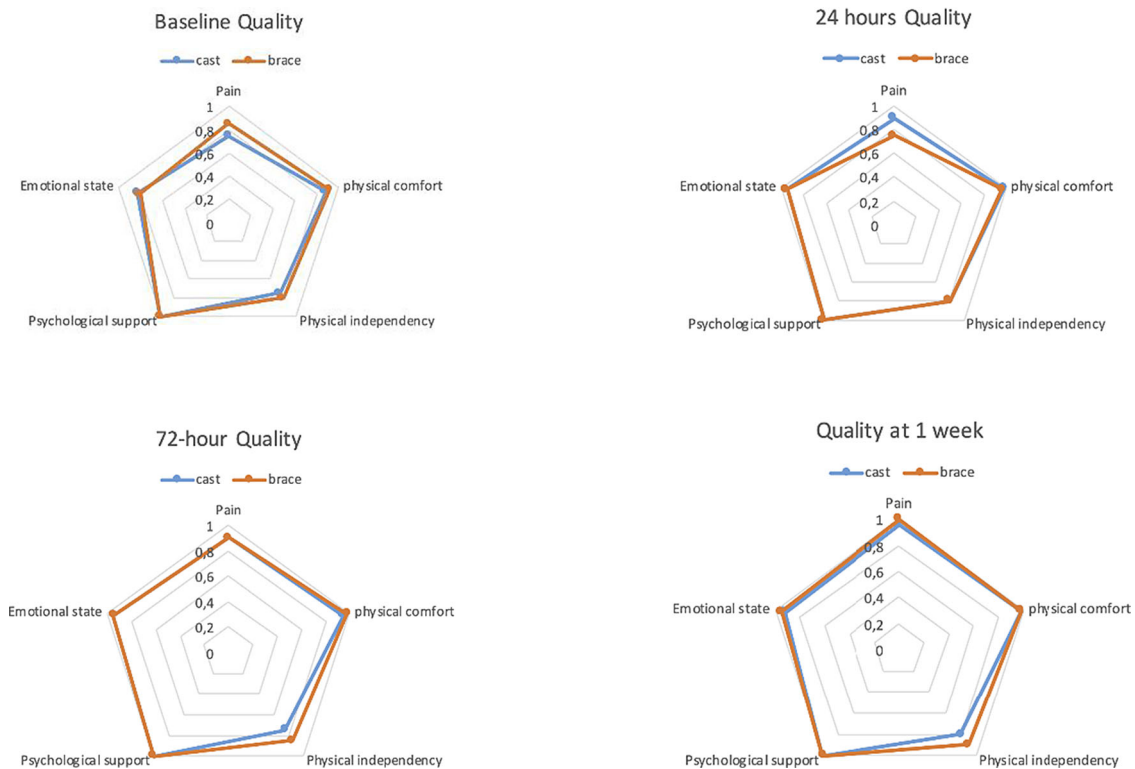 Baseline Quality
cast brace
Pain
1
0,8
0,6
0,4
0,2
0
Emotional state
physical comfort
Psychological support
Physical independency
24 hours Quality
cast brace
Pain
1
0,8
0,6
0,4
0,2
0
Emotional state
physical comfort
Psychological support
Physical independency
72-hour Quality
cast brace
Pain
1
0,8
0,6
0,4
0,2
0
Emotional state
physical comfort
Psychological support
Physical independency
Quality at 1 week
cast brace
Pain
1
0,8
0,6
0,4
0,2
0
Emotional state
physical comfort
Psychological support
Physical independency